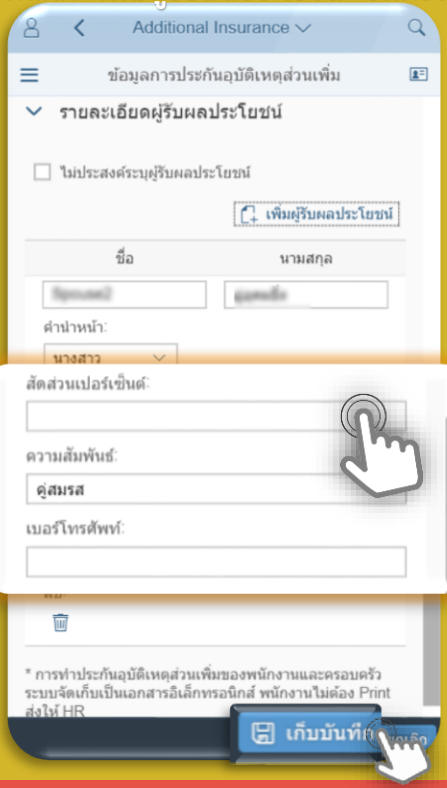 Additional Insurance
ข้อมูลการประกันอุบัติเหตุส่วนเพิ่ม
รายละเอียดผู้รับผลประโยชน์
ไม่ประสงค์ระบุผู้รับผลประโยชน์
เพิ่มผู้รับผลประโยชน์
ชื่อ นามสกุล
คำนำหน้า:
นางสาว
สัดส่วนเปอร์เซ็นต์:
ความสัมพันธ์:
คู่สมรส
เบอร์โทรศัพท์:
* การทำประกันอุบัติเหตุส่วนเพิ่มของพนักงานและครอบครัว
ระบบจัดเก็บเป็นเอกสารอิเล็กทรอนิกส์ พนักงานไม่ต้อง Print
ส่งให้ HR
เก็บบันทึก